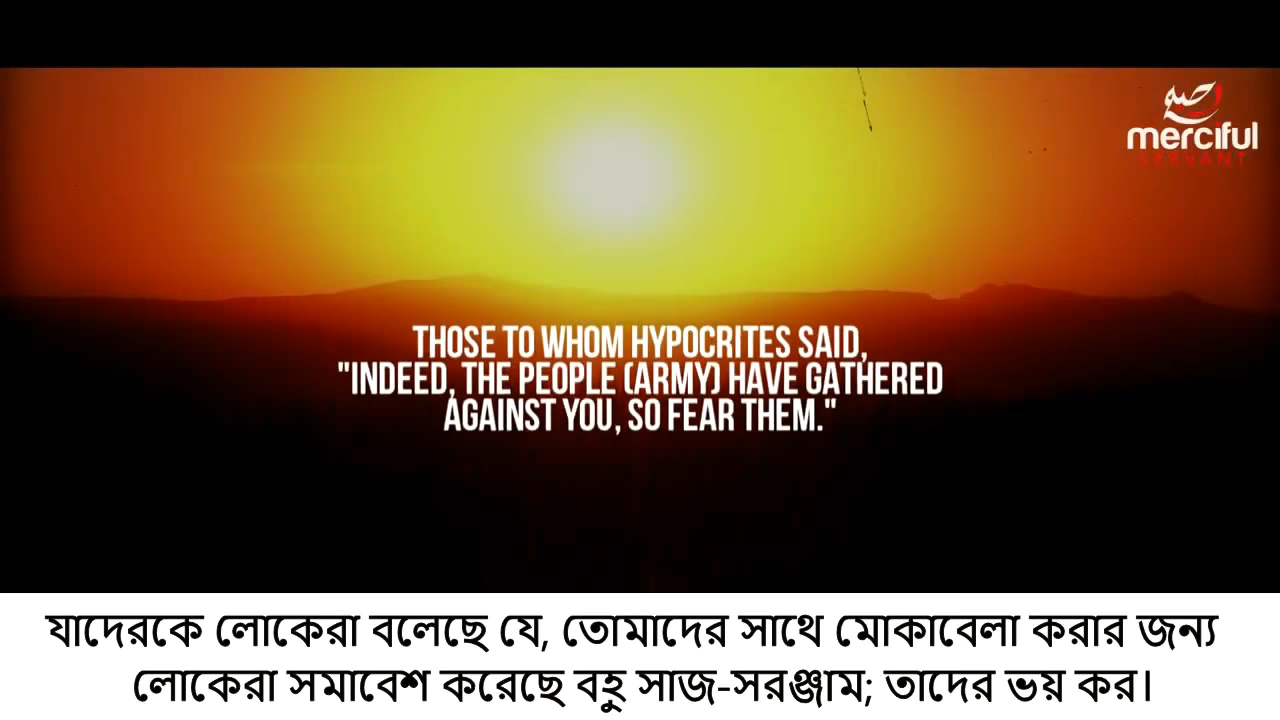 merciful
SERVANT
THOSE TO WHOM HYPOCRITES SAID,
"INDEED, THE PEOPLE (ARMY) HAVE GATHERED
AGAINST YOU, SO FEAR THEM."
যাদেরকে লোকেরা বলেছে যে, তোমাদের সাথে মোকাবেলা করার জন্য
লোকেরা সমাবেশ করেছে বহু সাজ-সরঞ্জাম; তাদের ভয় কর।